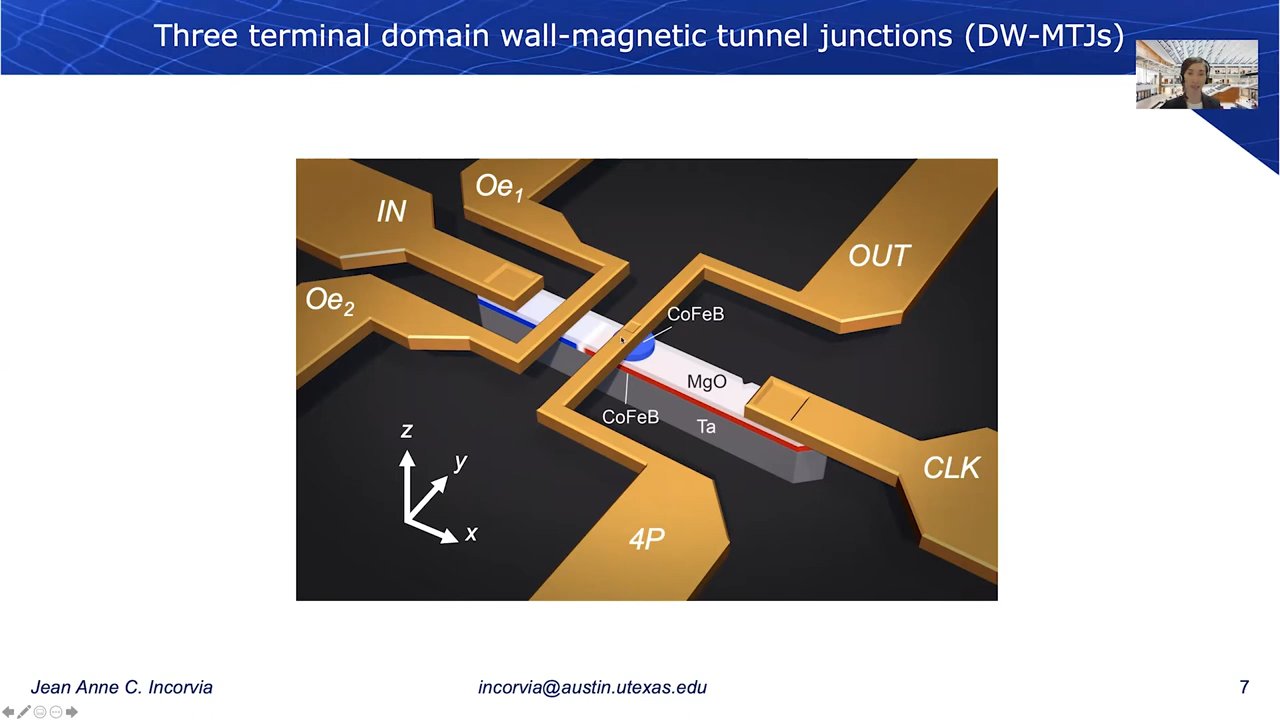 Three terminal domain wall-magnetic tunnel junctions (DW-MTJs)
Oe1
IN
OUT
Oe2
CoFeB
MgO
CoFeB
Ta
z
y
x
CLK
4P
Jean Anne C. Incorvia
incorvia@austin.utexas.edu
7